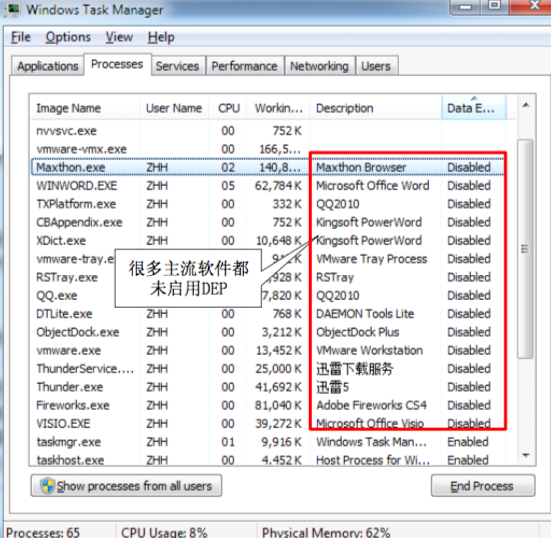 Windows Task Manager
File Options View Help
Applications Processes Services Performance Networking Users
Image Name User Name CPU Workin... Description Data E...
nvvsvc.exe 00 752 K
vmware-vmx.exe 00 166,5...
Maxthon.exe ZHH 02 140,8... Maxthon Browser Disabled
WINWORD.EXE ZHH 05 62,784 K Microsoft Office Word Disabled
TXPlatform.exe ZHH 00 332 K QQ2010 Disabled
CBAppendix.exe ZHH 00 752 K Kingsoft PowerWord Disabled
XDict.exe ZHH 00 10,648 K Kingsoft PowerWord Disabled
vmware-tray.e VMware Tray Process Disabled
RSTray.exe ,928 K RSTray Disabled
QQ.exe 7,820 K QQ2010 Disabled
很多主流软件都
未启用DEP
DTLite.exe ZHH 00 768 K DAEMON Tools Lite Disabled
ObjectDock.exe ZHH 00 3,212 K ObjectDock Plus Disabled
vmware.exe ZHH 00 13,452 K VMware Workstation Disabled
ThunderService.... ZHH 00 25,000 K 迅雷下载服务 Disabled
Thunder.exe ZHH 00 41,692 K 迅雷5 Disabled
Fireworks.exe ZHH 00 81,040 K Adobe Fireworks CS4 Disabled
VISIO.EXE ZHH 00 39,272 K Microsoft Office Visio Disabled
taskmgr.exe ZHH 01 9,916 K Windows Task Man... Enabled
taskhost.exe ZHH 00 4,452 K Host Process for Wi... Enabled
Show processes from all users End Process
Processes: 65 CPU Usage: 8% Physical Memory: 62%